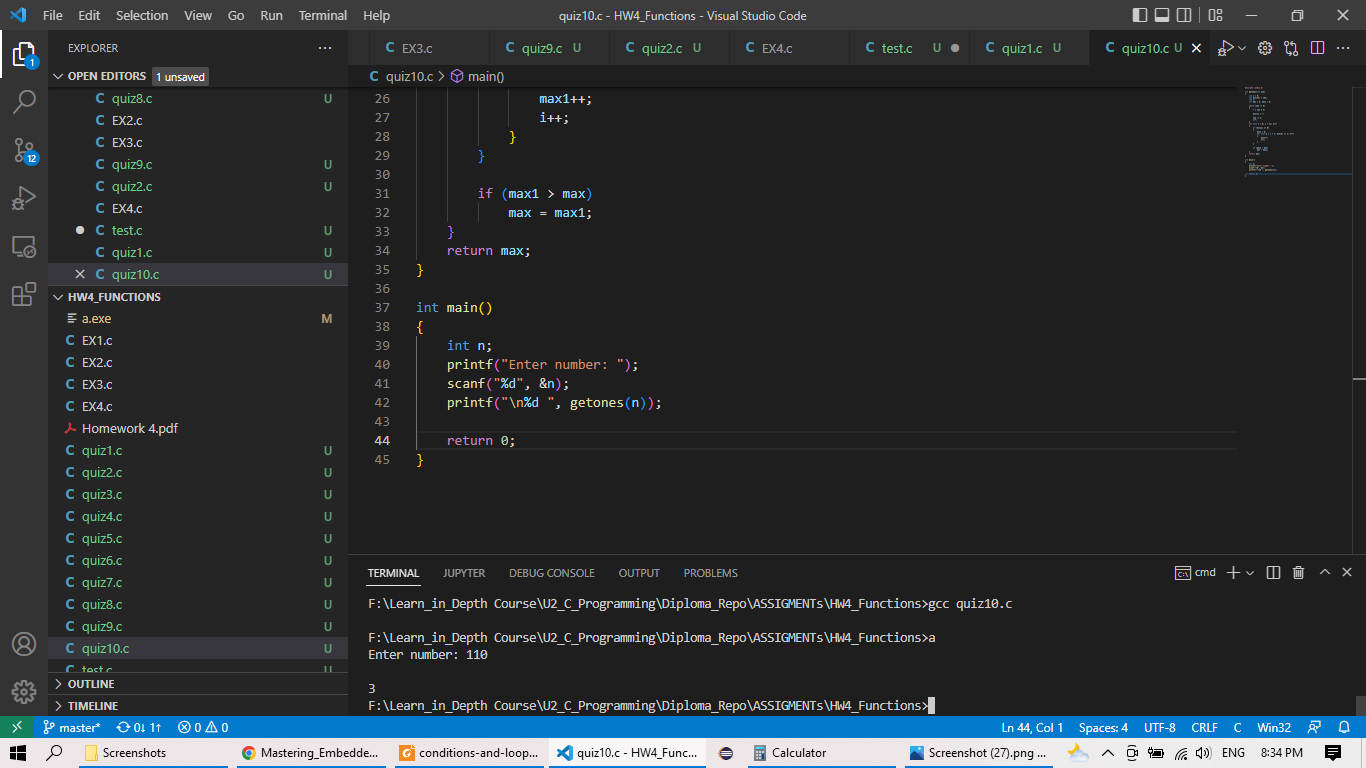 File Edit Selection View Go Run Terminal Help quiz10.c - HW4_Functions - Visual Studio Code
EXPLORER ···
OPEN EDITORS 1 unsaved
quiz8.c U
EX2.c
EX3.c
quiz9.c U
quiz2.c U
EX4.c
test.c U
quiz1.c U
quiz10.c U
HW4_FUNCTIONS
a.exe M
EX1.c
EX2.c
EX3.c
EX4.c
Homework 4.pdf
quiz1.c U
quiz2.c U
quiz3.c U
quiz4.c U
quiz5.c U
quiz6.c U
quiz7.c U
quiz8.c U
quiz9.c U
quiz10.c U
test.c U
OUTLINE
TIMELINE
1
12
C EX3.c C quiz9.c U C quiz2.c U C EX4.c C test.c U C quiz1.c U C quiz10.c U
C quiz10.c > main()
26 max1++;
27 i++;
28 }
29 }
30
31 if (max1 > max)
32 max = max1;
33 }
34 return max;
35 }
36
37 int main()
38 {
39 int n;
40 printf("Enter number: ");
41 scanf("%d", &n);
42 printf("\n%d ", getones(n));
43
44 return 0;
45 }
TERMINAL JUPYTER DEBUG CONSOLE OUTPUT PROBLEMS cmd
F:\Learn_in_Depth Course\U2_C_Programming\Diploma_Repo\ASSIGMENTs\HW4_Functions>gcc quiz10.c
F:\Learn_in_Depth Course\U2_C_Programming\Diploma_Repo\ASSIGMENTs\HW4_Functions>a
Enter number: 110
3
F:\Learn_in_Depth Course\U2_C_Programming\Diploma_Repo\ASSIGMENTs\HW4_Functions>
master* 0↓ 1↑ 0 0 Ln 44, Col 1 Spaces: 4 UTF-8 CRLF C Win32
Screenshots Mastering_Embedde... conditions-and-loop... quiz10.c - HW4_Func... Calculator Screenshot (27).png ... ENG 8:34 PM